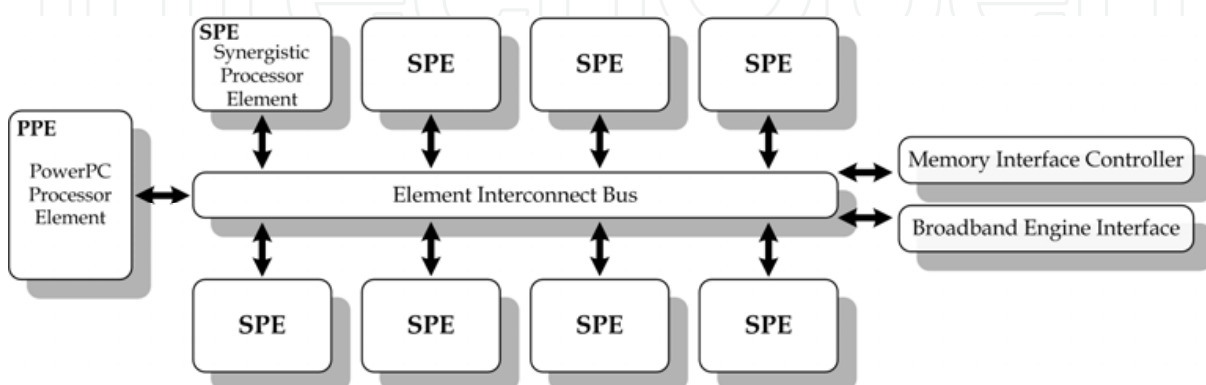 SPE
Synergistic
Processor
Element
SPE
SPE
SPE
PPE
PowerPC
Processor
Element
Memory Interface Controller
Element Interconnect Bus
Broadband Engine Interface
SPE
SPE
SPE
SPE